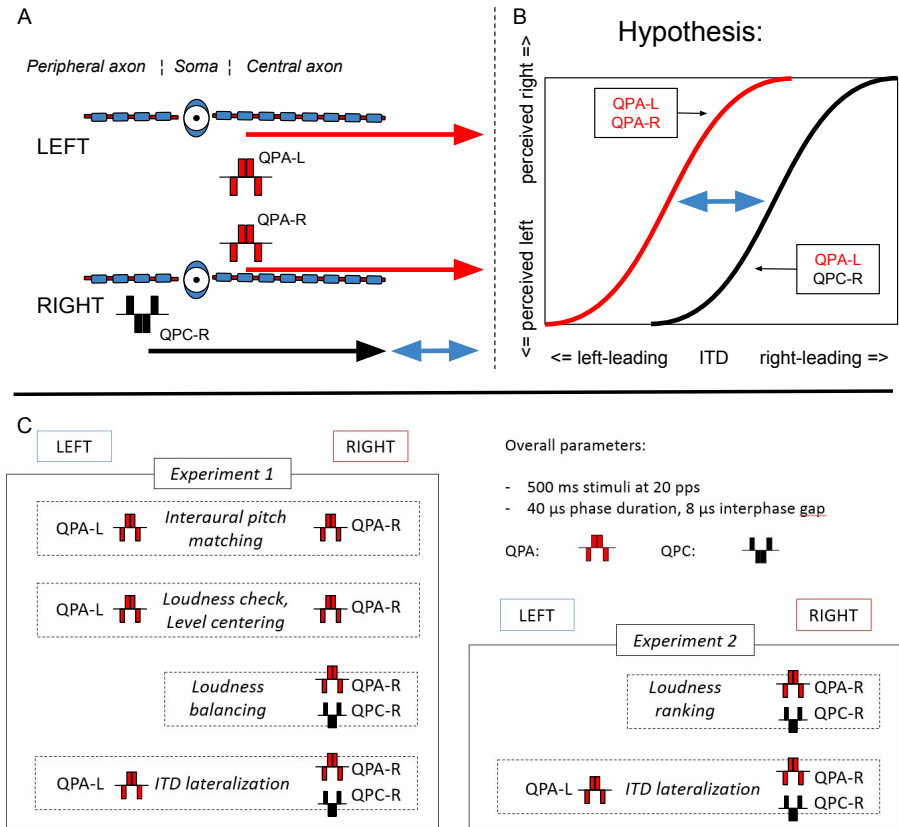 A
Peripheral axon ¦ Soma ¦ Central axon
LEFT
QPA-L
QPA-R
RIGHT
QPC-R
B
Hypothesis:
<= perceived left perceived right =>
QPA-L
QPA-R
QPA-L
QPC-R
<= left-leading ITD right-leading =>
C
LEFT
RIGHT
Experiment 1
QPA-L Interaural pitch matching QPA-R
QPA-L Loudness check, Level centering QPA-R
Loudness balancing
QPA-R
QPC-R
QPA-L ITD lateralization
QPA-R
QPC-R
Overall parameters:
- 500 ms stimuli at 20 pps
- 40 µs phase duration, 8 µs interphase gap
QPA: QPC:
LEFT
RIGHT
Experiment 2
Loudness ranking
QPA-R
QPC-R
QPA-L ITD lateralization
QPA-R
QPC-R